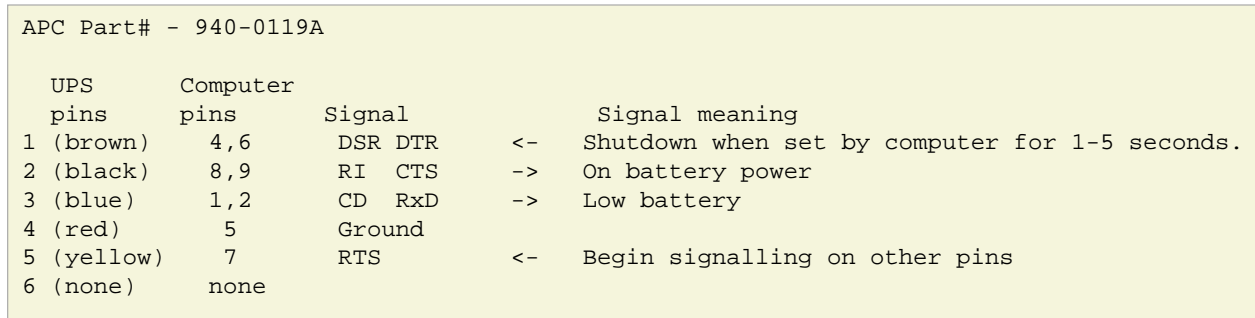 APC Part# - 940-0119A
UPS Computer
pins pins Signal Signal meaning
1 (brown) 4,6 DSR DTR <- Shutdown when set by computer for 1-5 seconds.
2 (black) 8,9 RI CTS -> On battery power
3 (blue) 1,2 CD RxD -> Low battery
4 (red) 5 Ground
5 (yellow) 7 RTS <- Begin signalling on other pins
6 (none) none